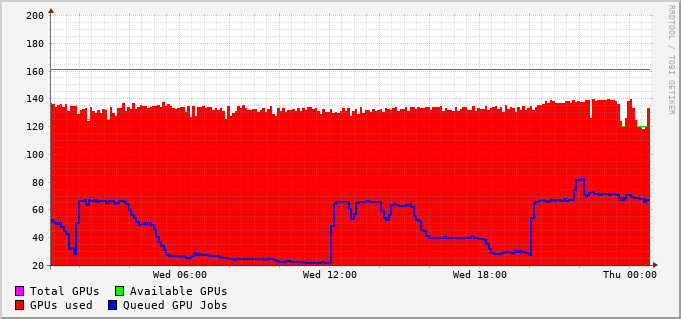 200
180
160
140
120
100
80
60
40
20
Wed 06:00 Wed 12:00 Wed 18:00 Thu 00:00
Total GPUs Available GPUs
GPUs used Queued GPU Jobs
RRDTOOL / TOBI OETIKER